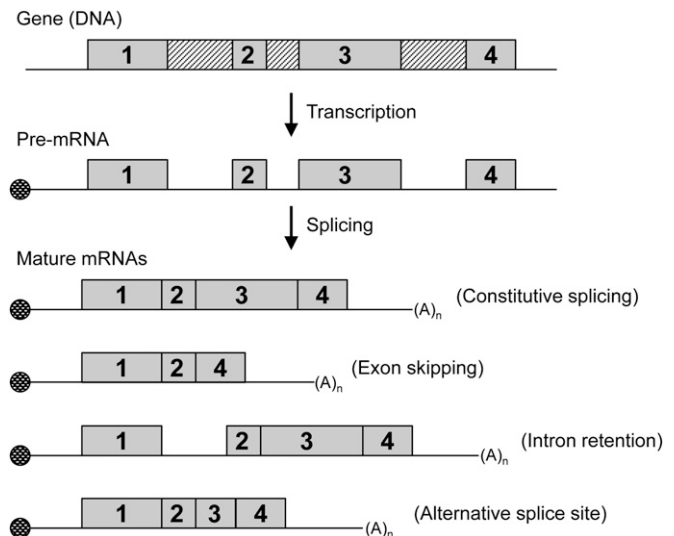 Gene (DNA)
1 2 3 4
Transcription
Pre-mRNA
1 2 3 4
Splicing
Mature mRNAs
1 2 3 4 (A)n (Constitutive splicing)
1 2 4 (A)n (Exon skipping)
1 2 3 4 (A)n (Intron retention)
1 2 3 4 (A)n (Alternative splice site)